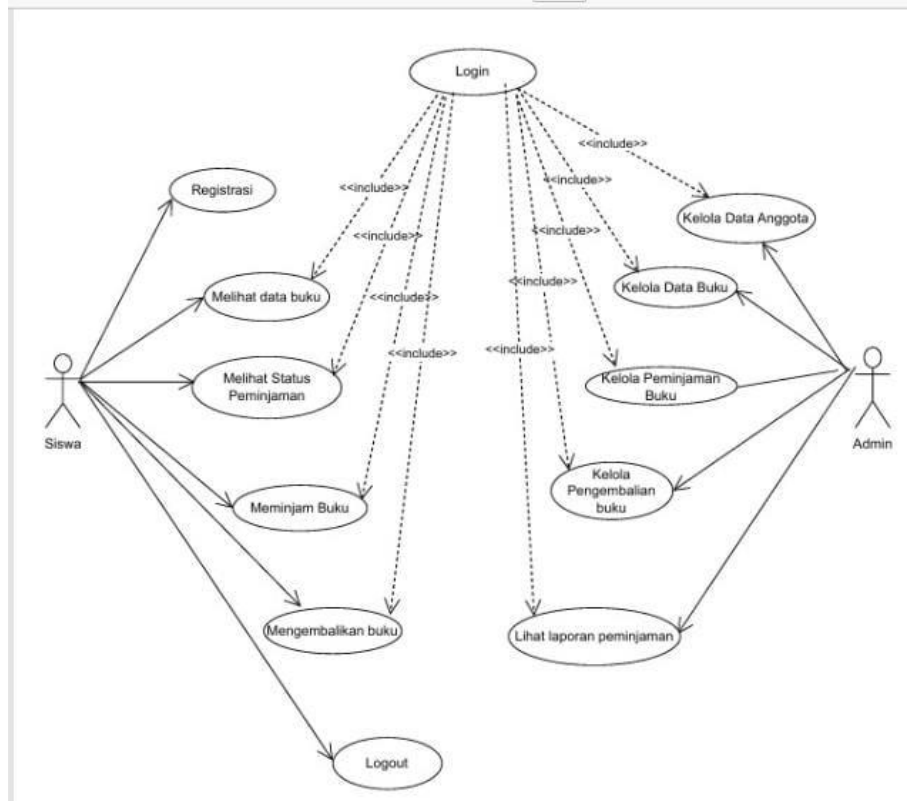 Login
<<include>>
Registrasi
<<include>>
<<include>>
Kelola Data Anggota
<<include>>
<<include>>
Melihat data buku
<<include>>
<<include>>
Kelola Data Buku
<<include>>
<<include>>
Melihat Status
Peminjaman
Kelola Peminjaman
Buku
Siswa
Admin
Meminjam Buku
Kelola
Pengembalian
buku
Mengembalikan buku
Lihat laporan peminjaman
Logout